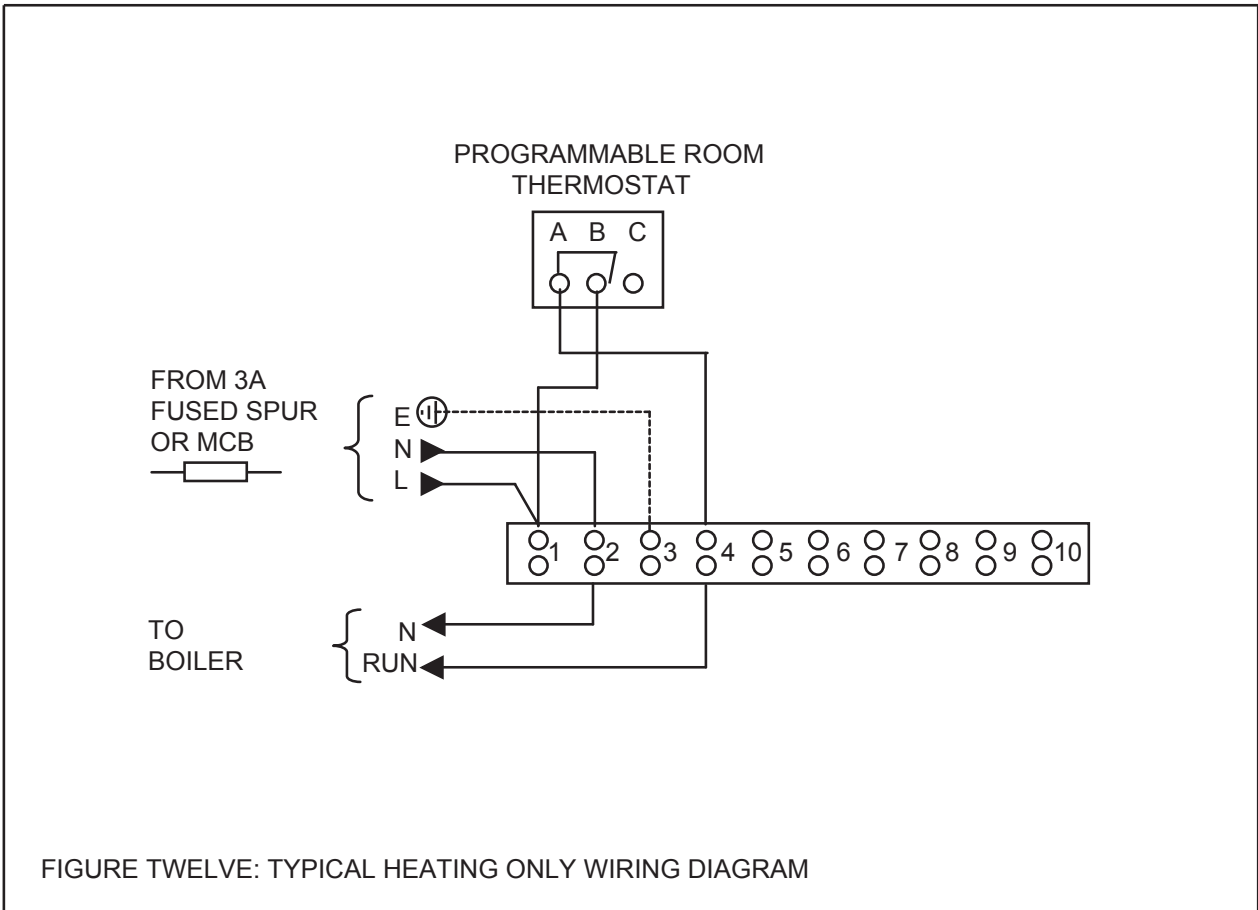 PROGRAMMABLE ROOM
THERMOSTAT
A B C
FROM 3A
FUSED SPUR
OR MCB
E
N
L
1 2 3 4 5 6 7 8 9 10
TO
BOILER
N
RUN
FIGURE TWELVE: TYPICAL HEATING ONLY WIRING DIAGRAM